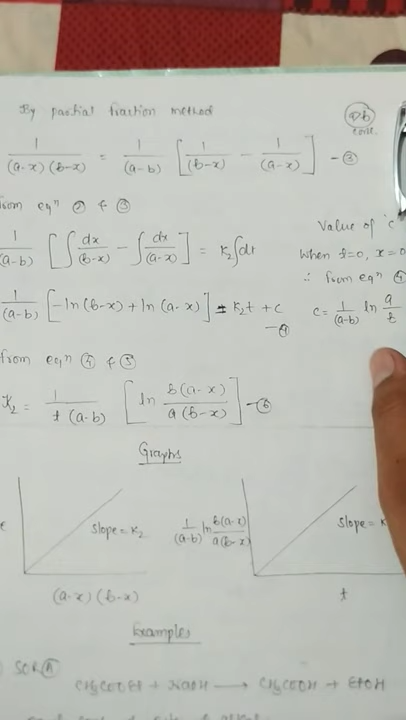 By partial fraction method
1/(a-x)(b-x) = 1/(a-b) [1/(b-x) - 1/(a-x)] - ③
from eqⁿ ② & ③
1/(a-b) [∫dx/(b-x) - ∫dx/(a-x)] = K₂∫dt
1/(a-b) [-ln(b-x) + ln(a-x)] = K₂t + c - ④
Value of 'c'
When t=0, x=0
∴ from eqⁿ ④
c = 1/(a-b) ln a/b
from eqⁿ ④ & ⑤
K₂ = 1/t(a-b) [ln b(a-x)/a(b-x)] - ⑥
Graphs
slope = K₂
(a-x)(b-x)
1/(a-b) ln b(a-x)/a(b-x)
slope = K
t
Examples
CH₃COOEt + NaOH → CH₃COOH + EtOH